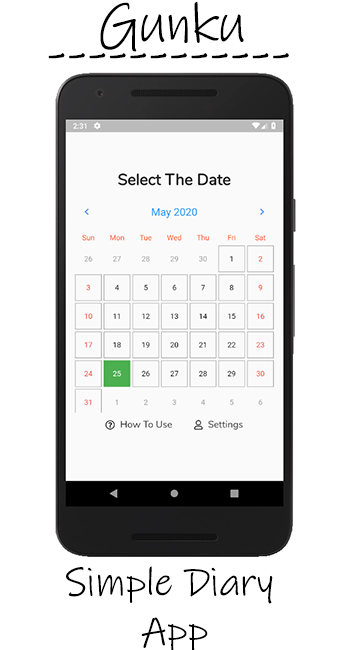 Gunku
2:31
Select The Date
May 2020
Sun Mon Tue Wed Thu Fri Sat
26 27 28 29 30 1 2
3 4 5 6 7 8 9
10 11 12 13 14 15 16
17 18 19 20 21 22 23
24 25 26 27 28 29 30
31 1 2 3 4 5 6
How To Use Settings
Simple Diary
App